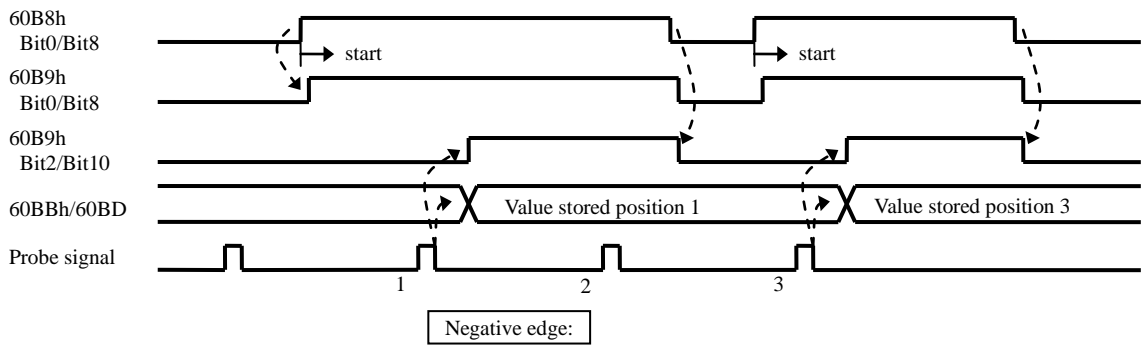 60B8h
Bit0/Bit8
start
start
60B9h
Bit0/Bit8
60B9h
Bit2/Bit10
60BBh/60BD
Value stored position 1
Value stored position 3
Probe signal
1
2
3
Negative edge: